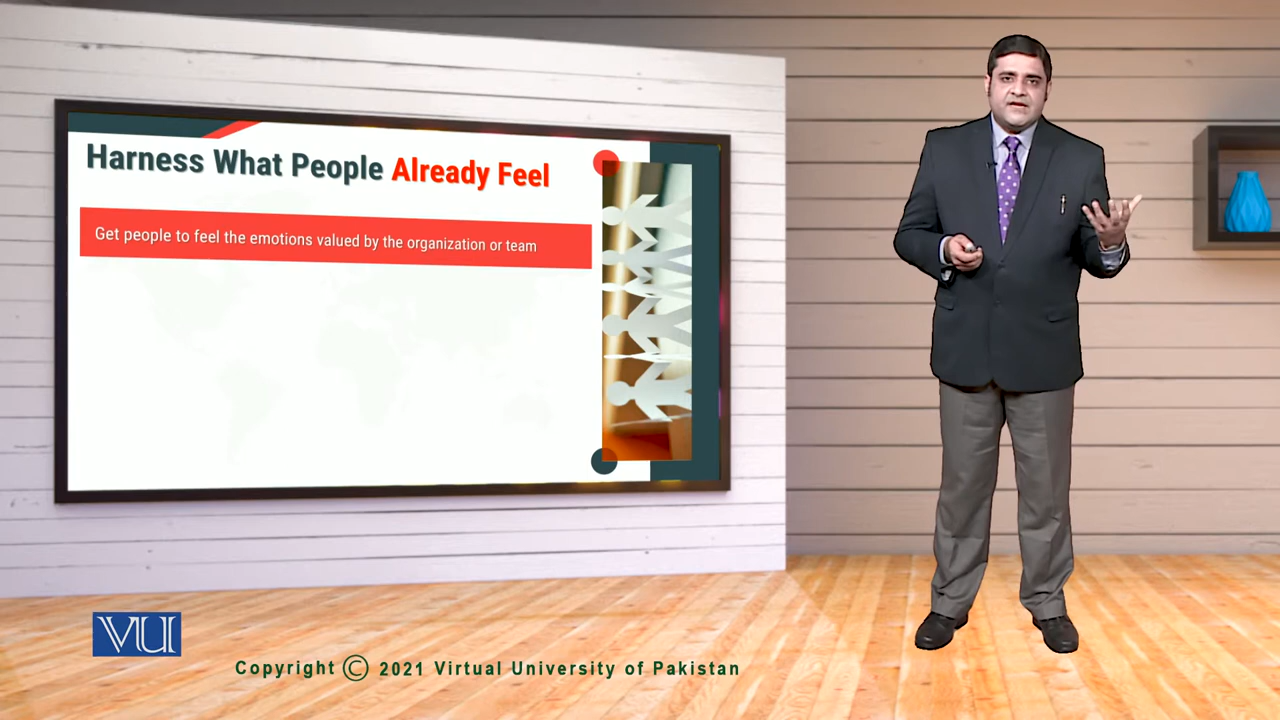 Harness What People Already Feel
Get people to feel the emotions valued by the organization or team
VU
Copyright © 2021 Virtual University of Pakistan